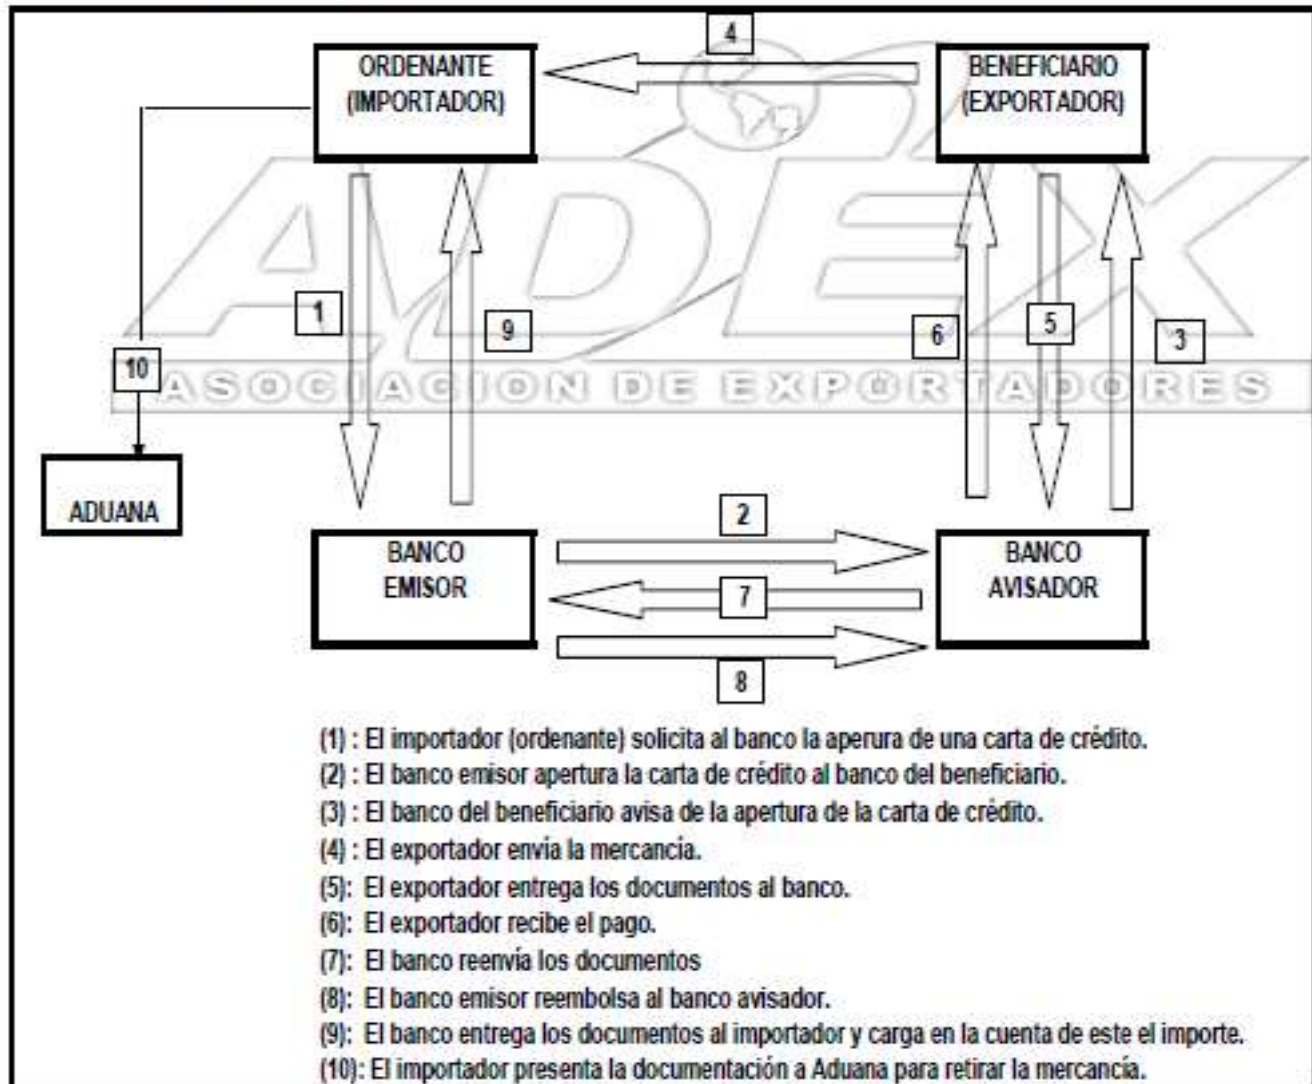 4
ORDENANTE
(IMPORTADOR)
BENEFICIARIO
(EXPORTADOR)
ADEX
ASOCIACION DE EXPORTADORES
1
9
6
5
3
10
ADUANA
2
BANCO
EMISOR
7
BANCO
AVISADOR
8
(1) : El importador (ordenante) solicita al banco la aperura de una carta de crédito.
(2) : El banco emisor apertura la carta de crédito al banco del beneficiario.
(3) : El banco del beneficiario avisa de la apertura de la carta de crédito.
(4) : El exportador envía la mercancía.
(5): El exportador entrega los documentos al banco.
(6): El exportador recibe el pago.
(7): El banco reenvía los documentos
(8): El banco emisor reembolsa al banco avisador.
(9): El banco entrega los documentos al importador y carga en la cuenta de este el importe.
(10): El importador presenta la documentación a Aduana para retirar la mercancía.